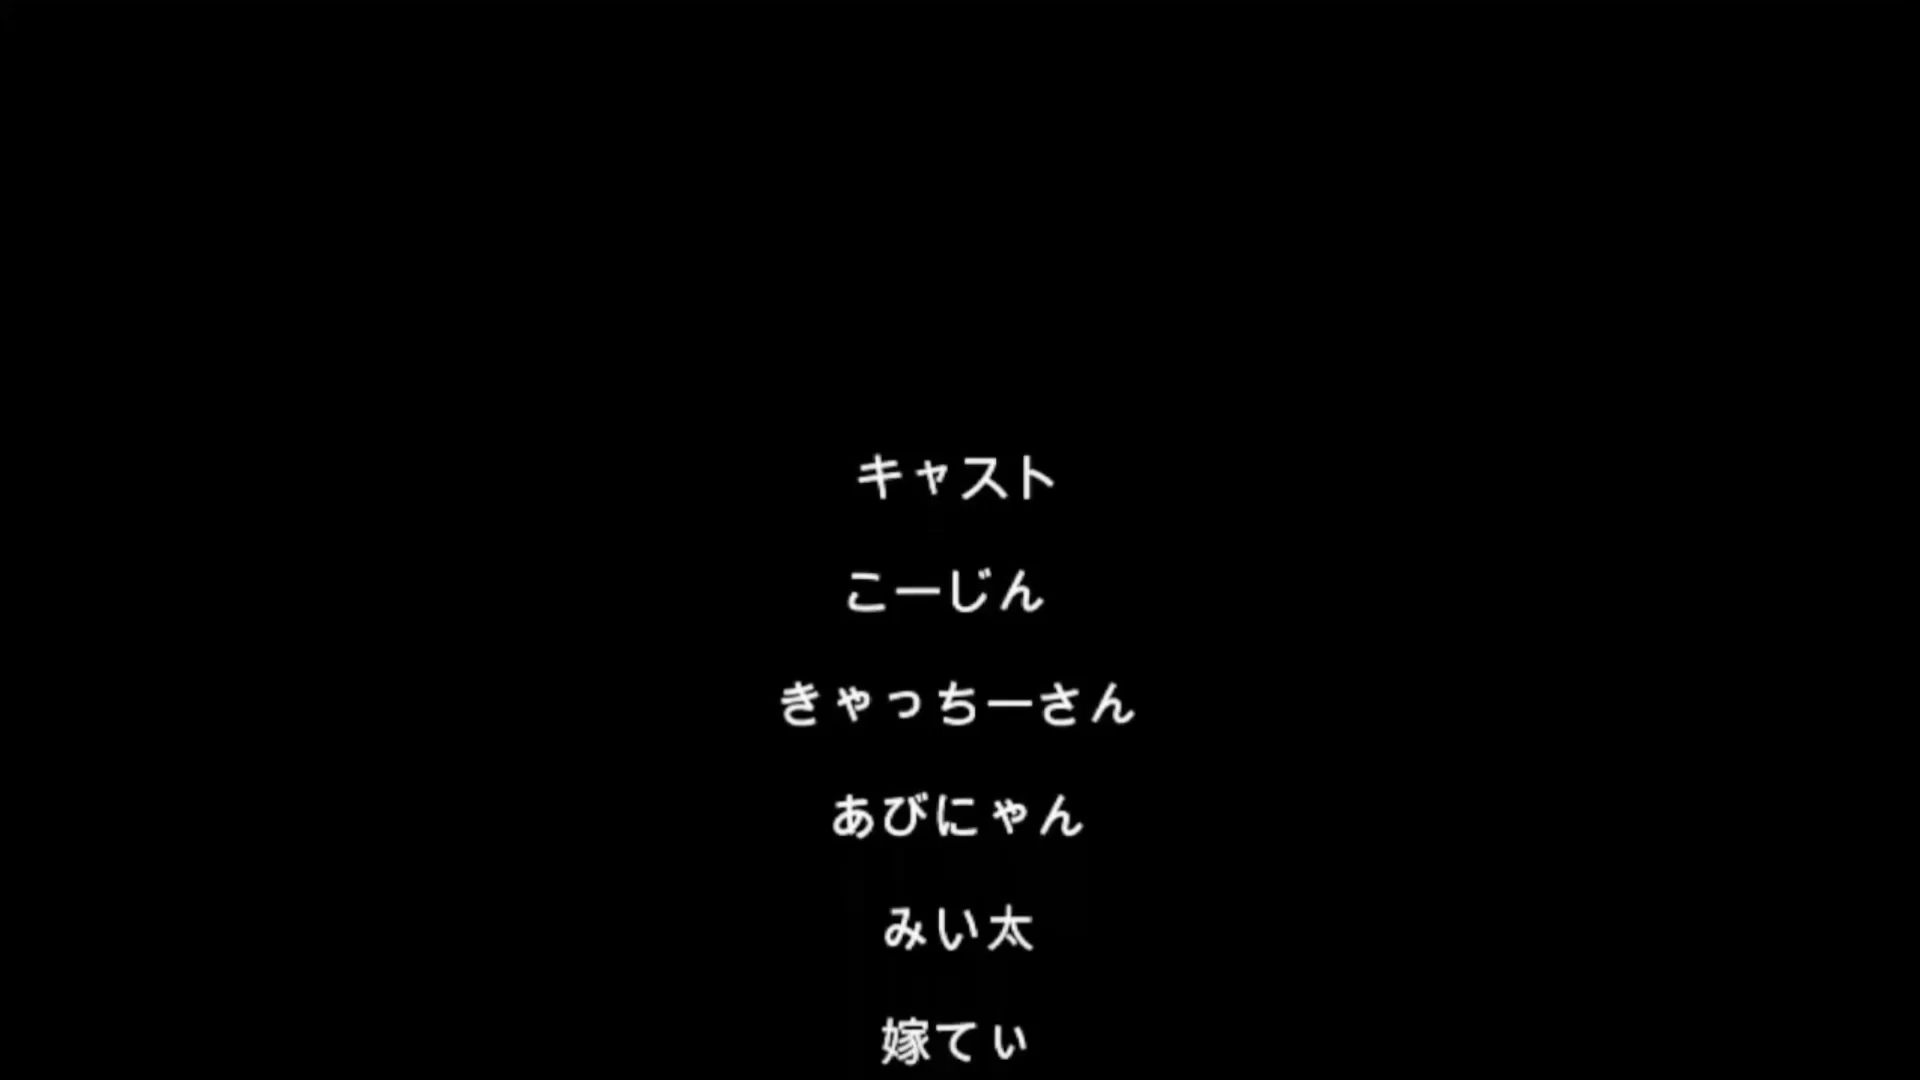 キャスト
こーじん
きゃっちーさん
あびにゃん
みい太
嫁てぃ